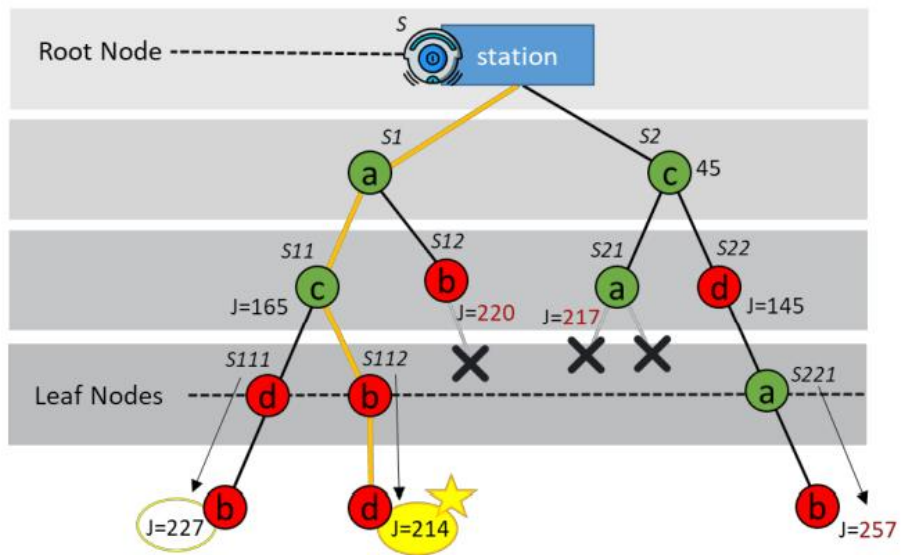 S
Root Node
station
S1
S2
a
c 45
S11
S12
S21
S22
c
b
a
d
J=165
J=220
J=217
J=145
S111
S112
S221
Leaf Nodes
d
b
a
b
J=227
d
J=214
b
J=257